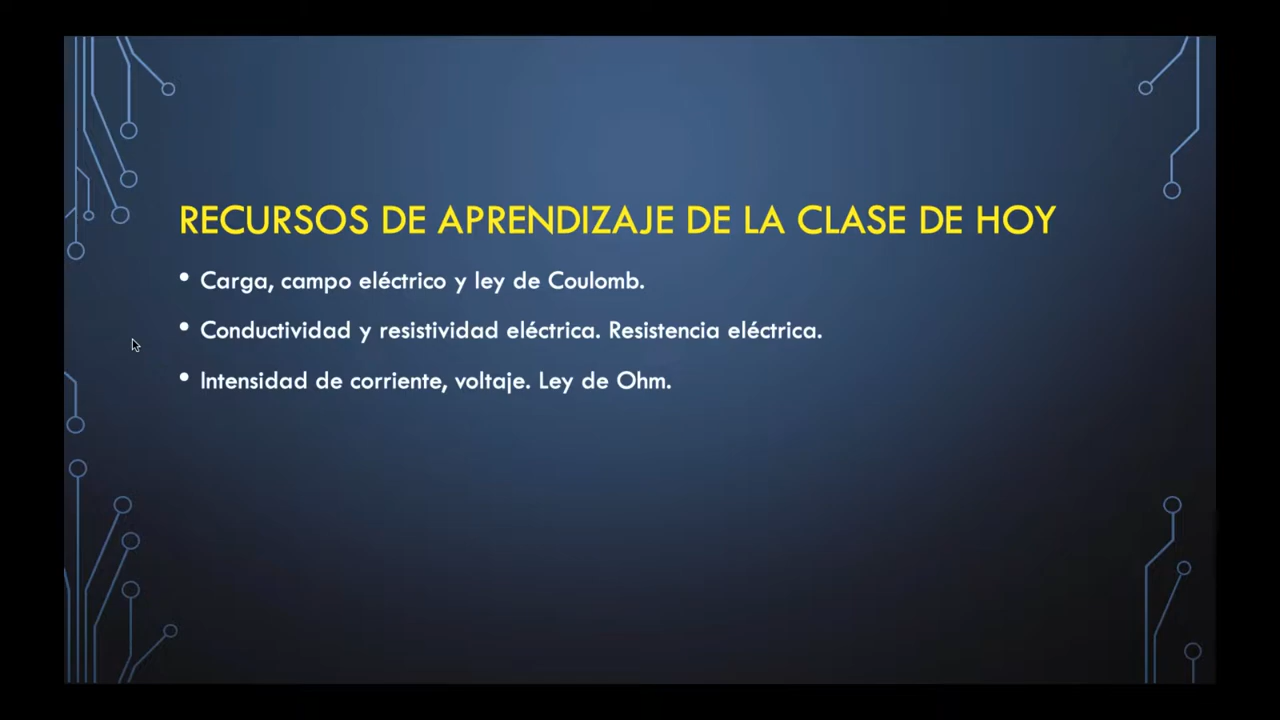 RECURSOS DE APRENDIZAJE DE LA CLASE DE HOY
• Carga, campo eléctrico y ley de Coulomb.
• Conductividad y resistividad eléctrica. Resistencia eléctrica.
• Intensidad de corriente, voltaje. Ley de Ohm.